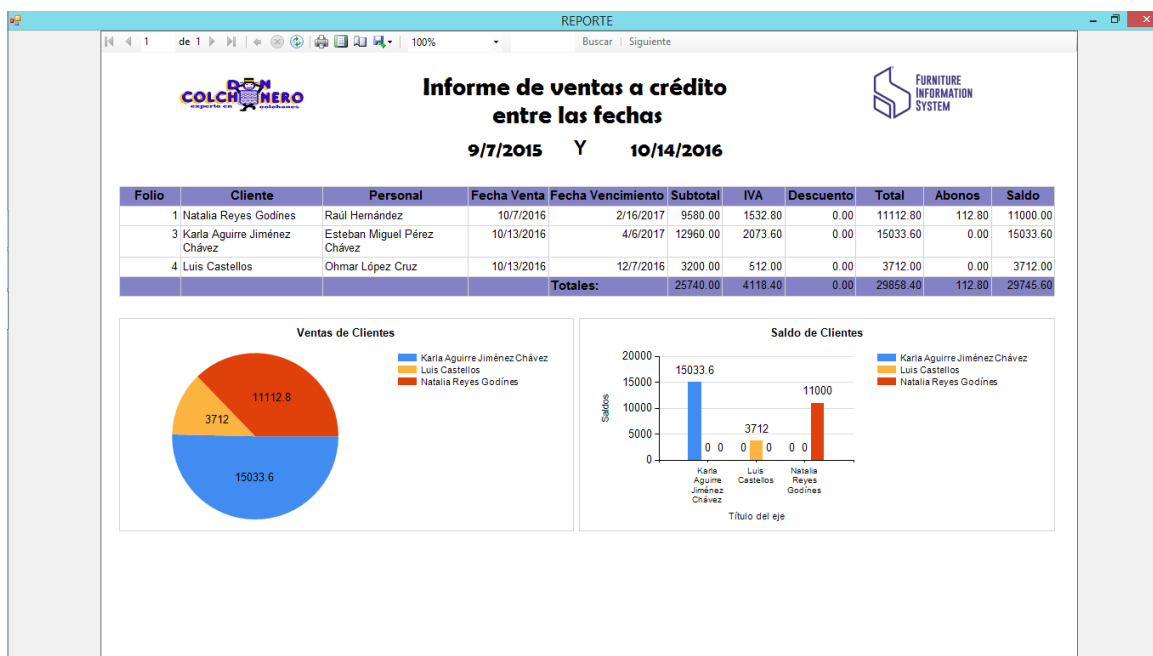 REPORTE
1 de 1 100% Buscar | Siguiente
DON
COLCHONERO
experto en colchones
Informe de ventas a crédito
entre las fechas
9/7/2015 Y 10/14/2016
FURNITURE
INFORMATION
SYSTEM
Folio Cliente Personal Fecha Venta Fecha Vencimiento Subtotal IVA Descuento Total Abonos Saldo
1 Natalia Reyes Godínes Raúl Hernández 10/7/2016 2/16/2017 9580.00 1532.80 0.00 11112.80 112.80 11000.00
3 Karla Aguirre Jiménez Chávez Esteban Miguel Pérez Chávez 10/13/2016 4/6/2017 12960.00 2073.60 0.00 15033.60 0.00 15033.60
4 Luis Castellos Ohmar López Cruz 10/13/2016 12/7/2016 3200.00 512.00 0.00 3712.00 0.00 3712.00
Totales: 25740.00 4118.40 0.00 29858.40 112.80 29745.60
Ventas de Clientes
Karla Aguirre Jiménez Chávez
Luis Castellos
Natalia Reyes Godínes
11112.8
3712
15033.6
Saldo de Clientes
Karla Aguirre Jiménez Chávez
Luis Castellos
Natalia Reyes Godínes
Saldos
20000
15000
10000
5000
0
15033.6
0 0
0 3712 0
0 0 11000
Karla Aguirre Jiménez Chávez
Luis Castellos
Natalia Reyes Godínes
Título del eje